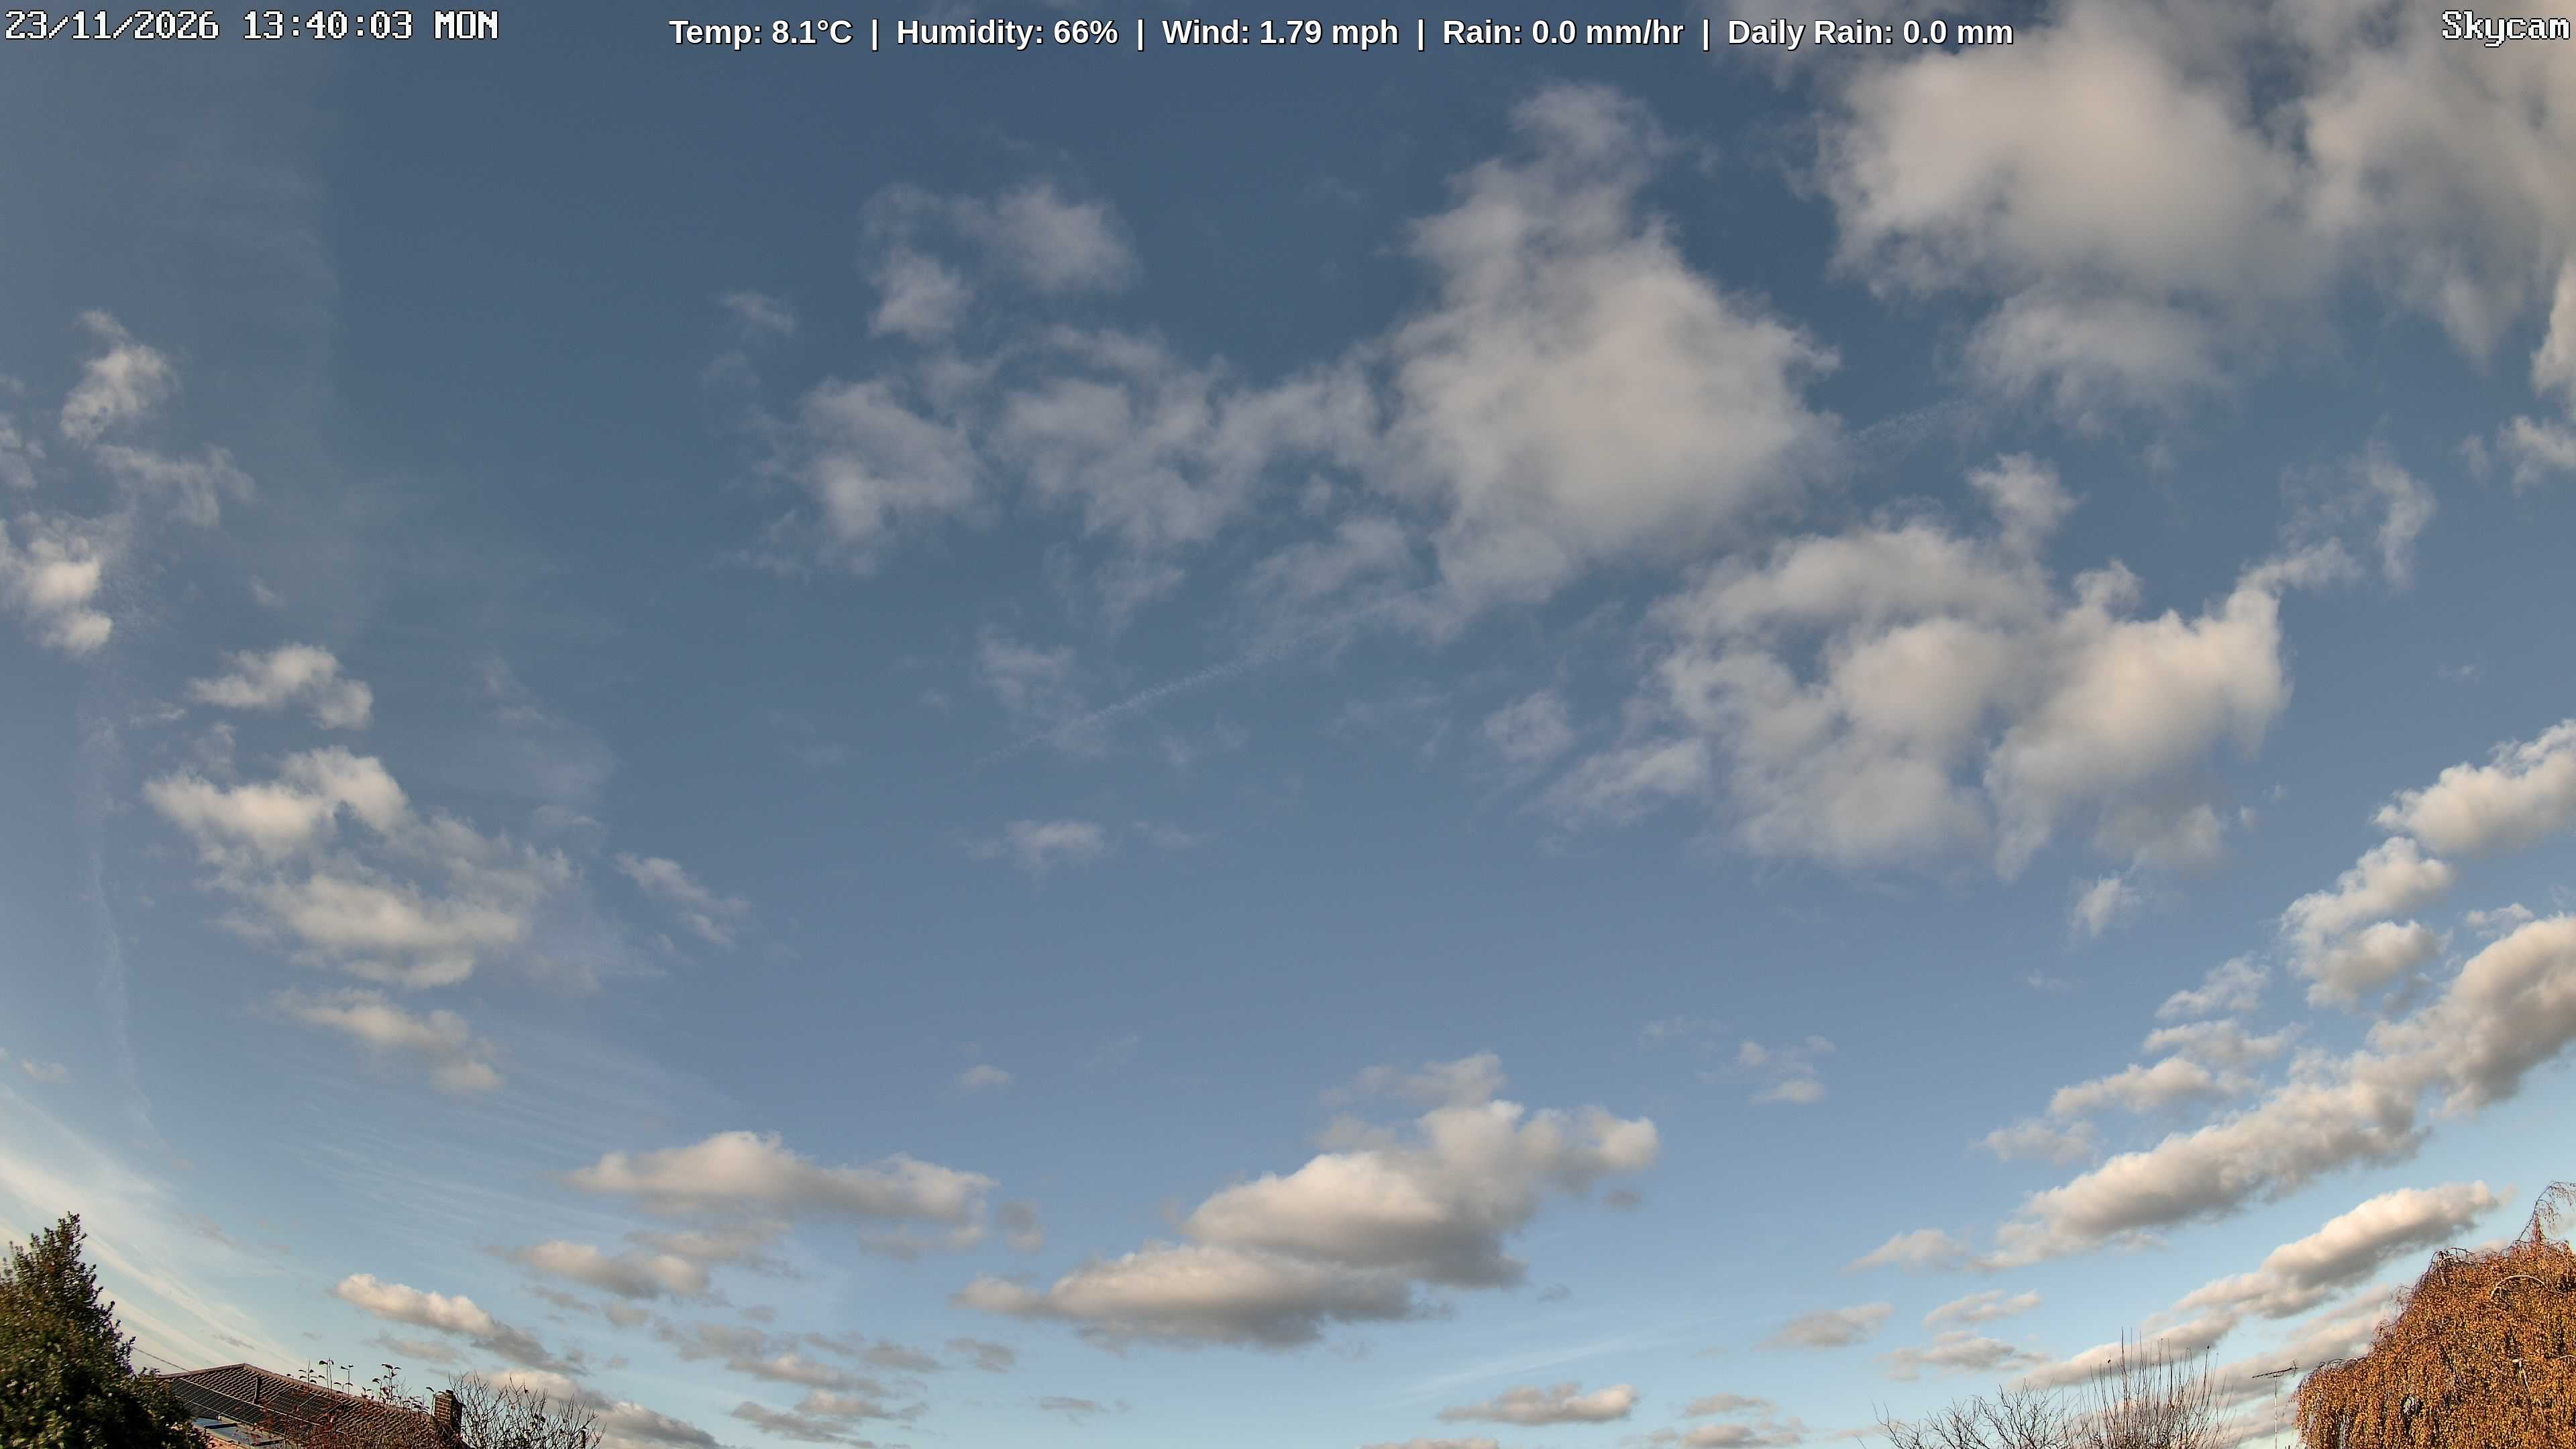 23/11/2026 13:40:03 MON
Temp: 8.1°C | Humidity: 66% | Wind: 1.79 mph | Rain: 0.0 mm/hr | Daily Rain: 0.0 mm
Skycam